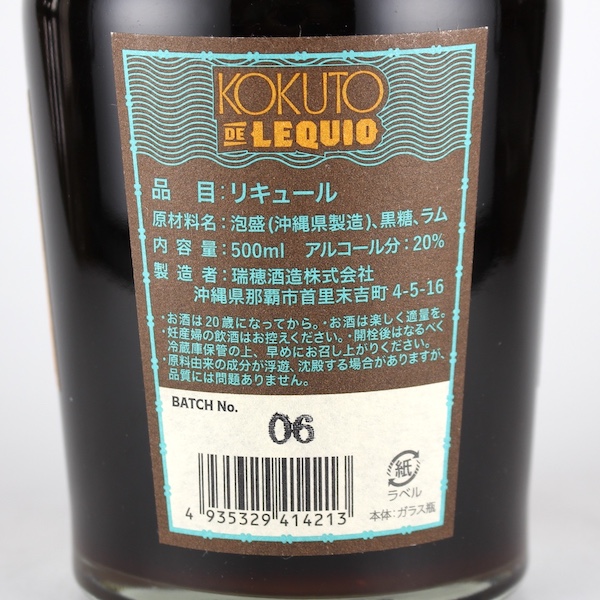 KOKUTO
DE LEQUIO
品 目:リキュール
原材料名:泡盛(沖縄県製造)、黒糖、ラム
内容量:500ml アルコール分:20%
製造者:瑞穂酒造株式会社
沖縄県那覇市首里末吉町 4-5-16
・お酒は20歳になってから。・お酒は楽しく適量を。
・妊産婦の飲酒はお控えください。・開栓後はなるべく
冷蔵庫保管の上、早めにお召し上がりください。
・原料由来の成分が浮遊、沈殿する場合がありますが、
品質には問題ありません。
BATCH No.
06
4 935329 414213
紙
ラベル
本体:ガラス瓶